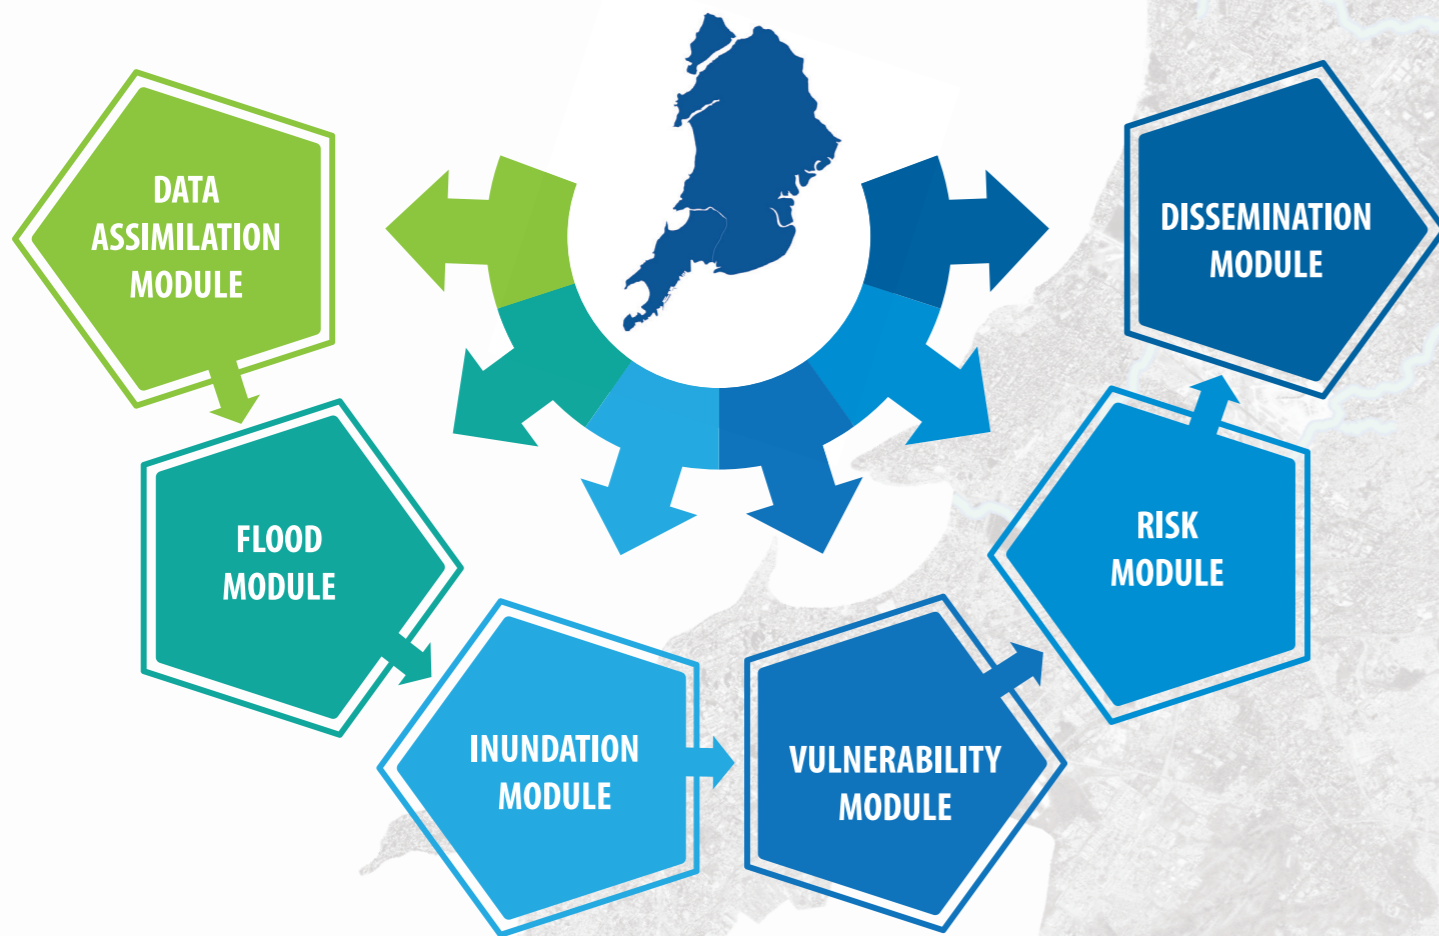 DATA
ASSIMILATION
MODULE
FLOOD
MODULE
INUNDATION
MODULE
VULNERABILITY
MODULE
RISK
MODULE
DISSEMINATION
MODULE